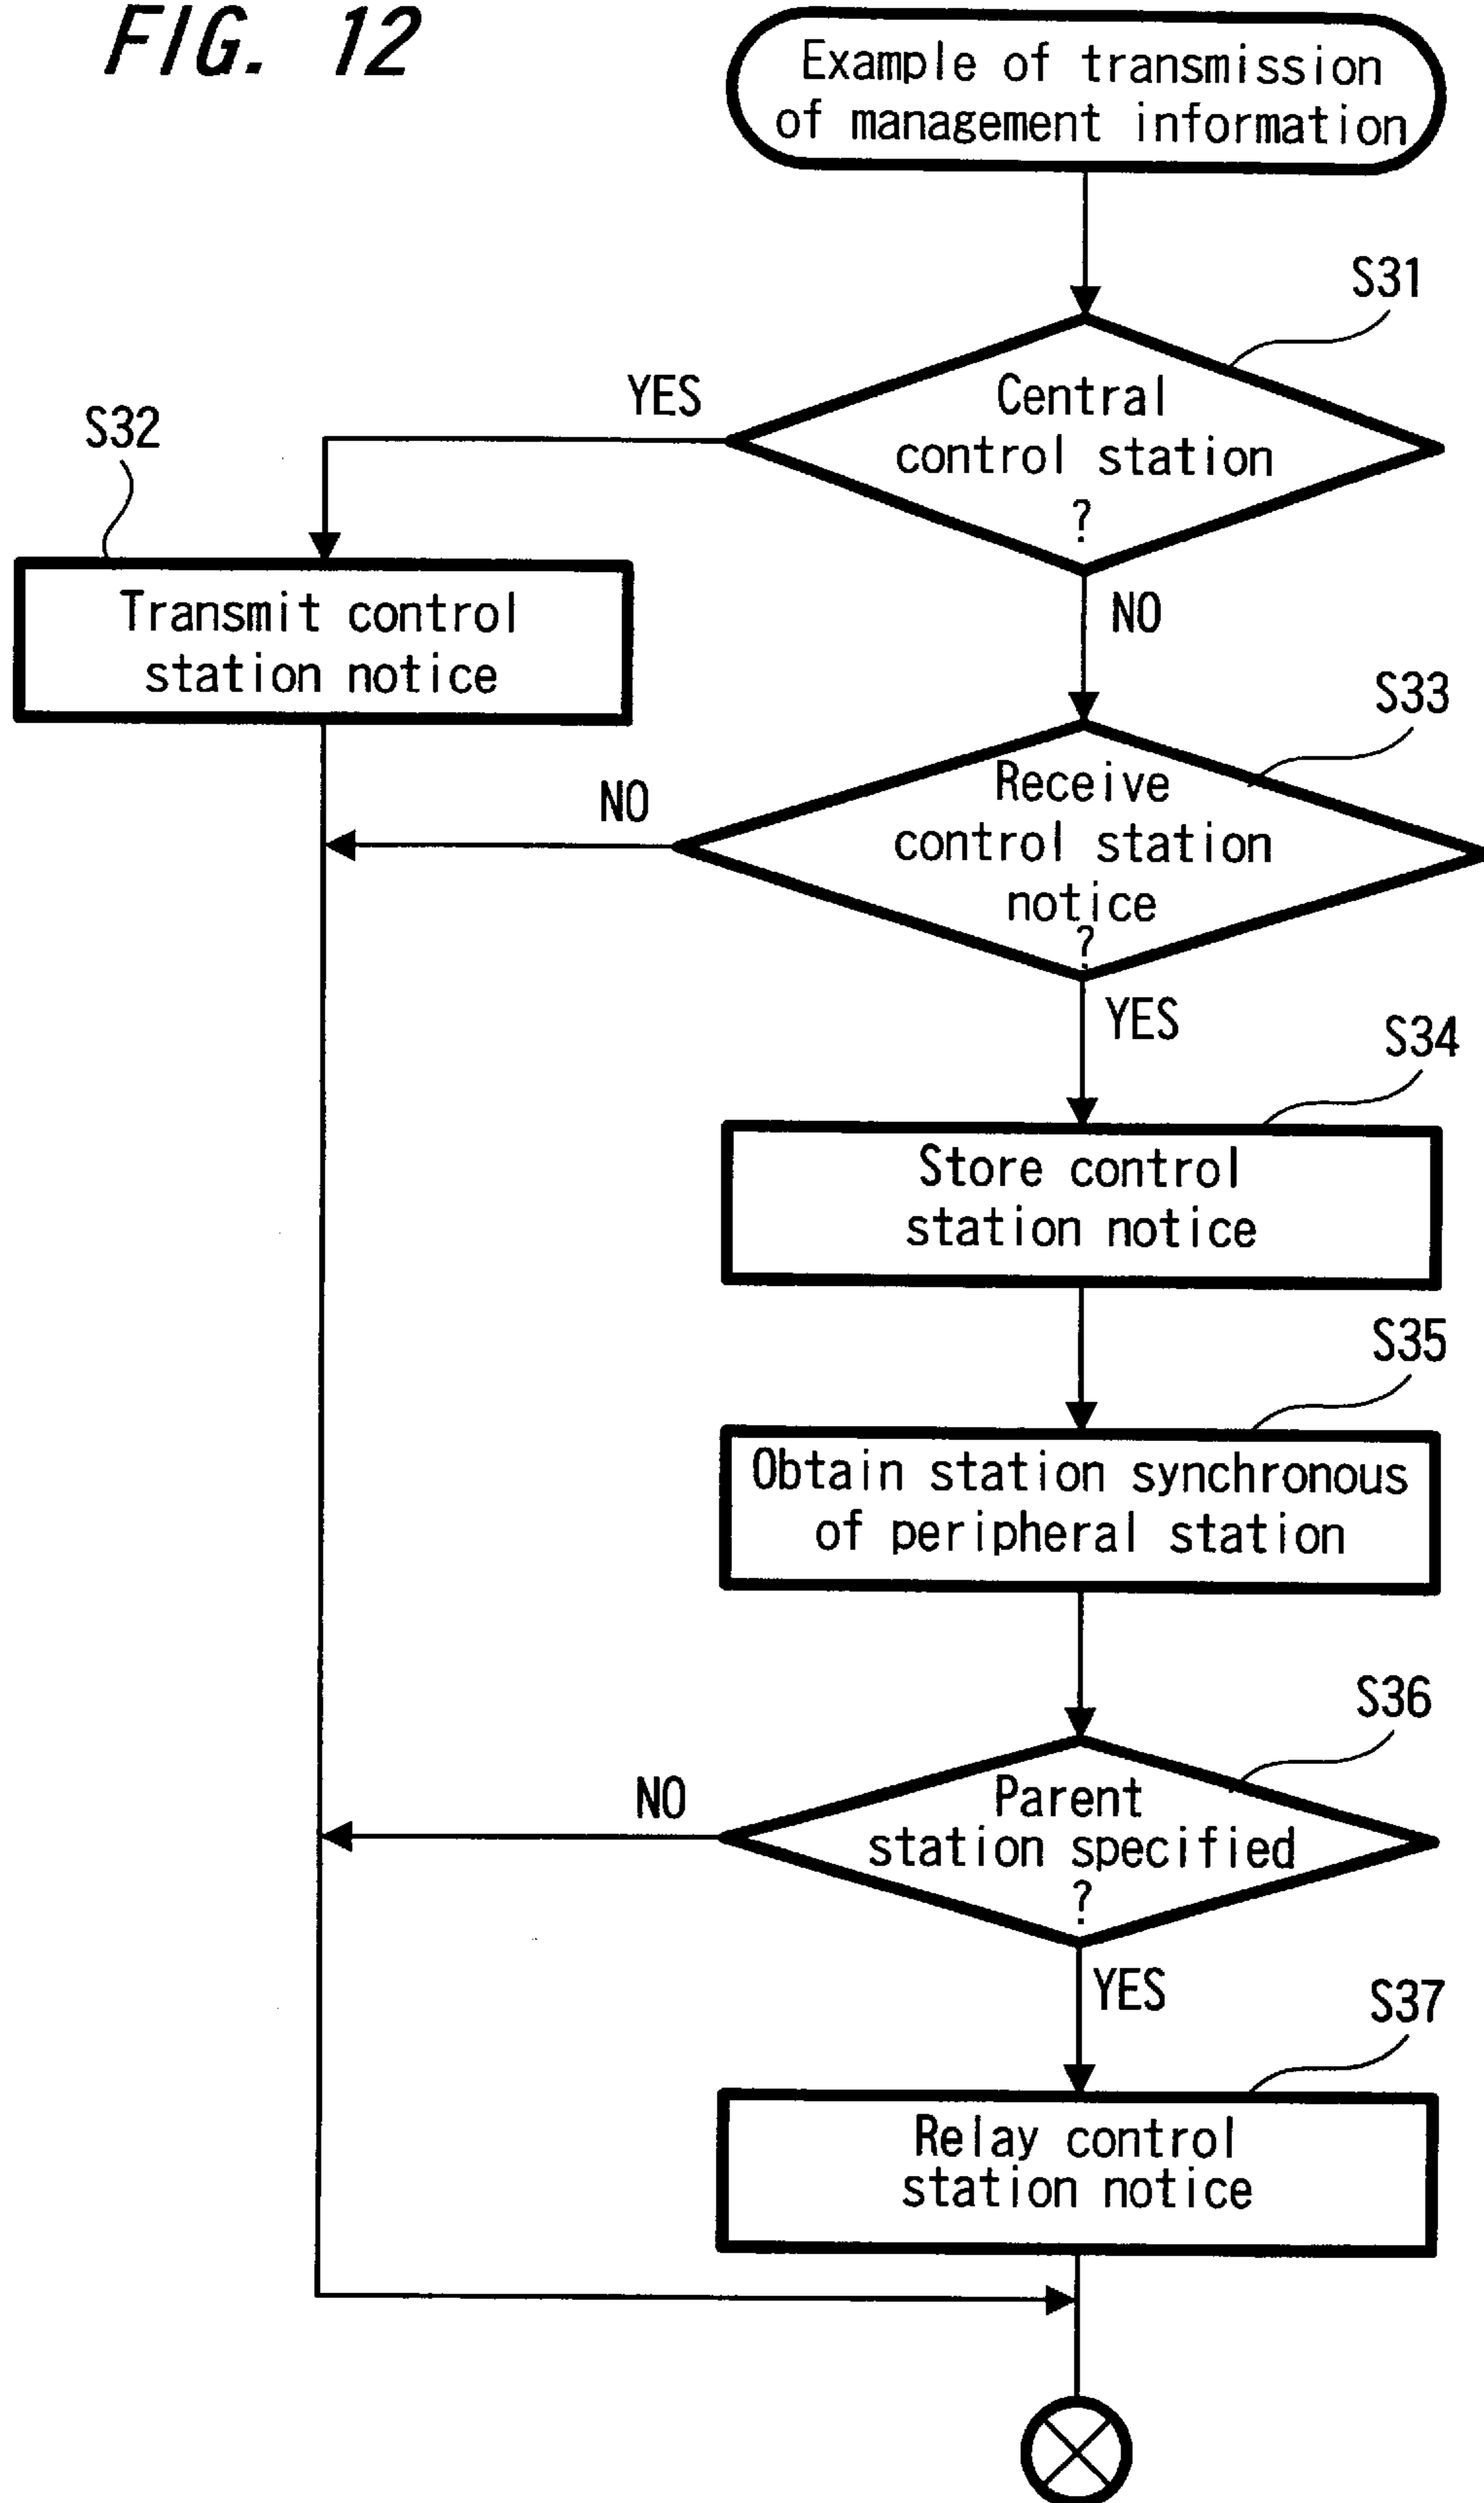 FIG. 12
Example of transmission
of management information
S31
Central
control station
?
YES
NO
S32
Transmit control
station notice
S33
Receive
control station
notice
?
NO
YES
S34
Store control
station notice
S35
Obtain station synchronous
of peripheral station
S36
Parent
station specified
?
NO
YES
S37
Relay control
station notice